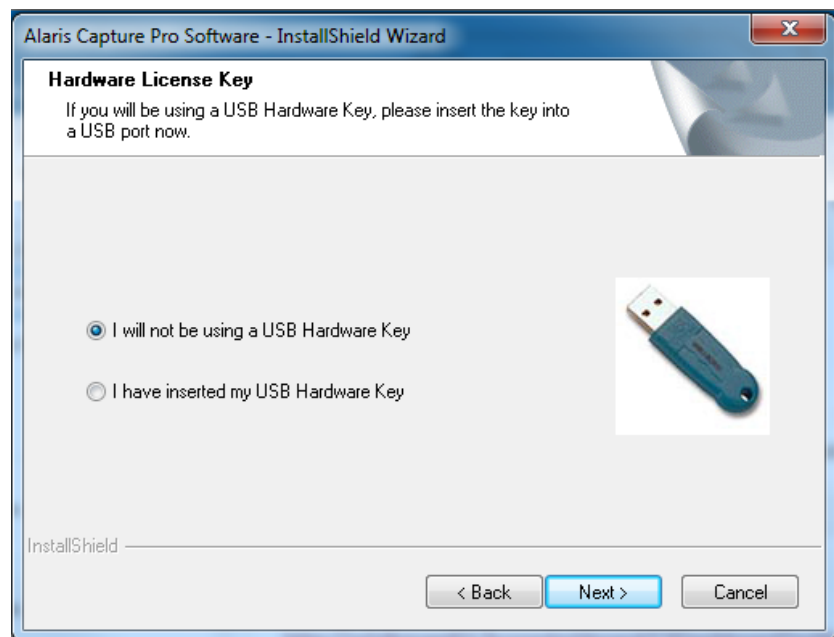 Alaris Capture Pro Software - InstallShield Wizard
Hardware License Key
If you will be using a USB Hardware Key, please insert the key into
a USB port now.
I will not be using a USB Hardware Key
I have inserted my USB Hardware Key
InstallShield
< Back
Next >
Cancel